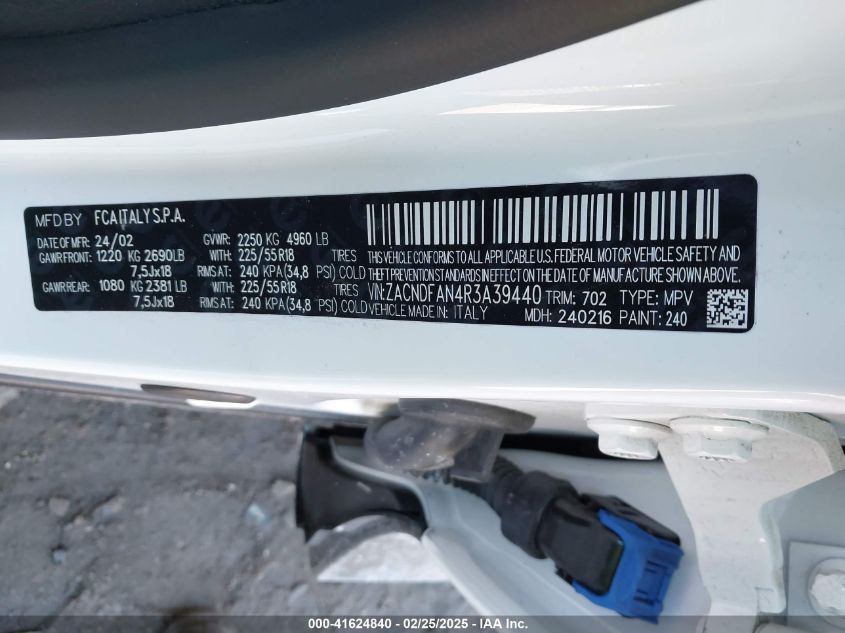 MFD BY FCA ITALY S.P.A.
DATE OF MFR: 24/02 GVWR: 2250 KG 4960 LB
GAWR FRONT: 1220 KG 2690LB WITH: 225/55R18 TIRES
7,5Jx18 RIMS AT: 240 KPA(34,8 PSI) COLD
GAWR REAR: 1080 KG 2381 LB WITH: 225/55R18 TIRES
7,5Jx18 RIMS AT: 240 KPA(34,8 PSI) COLD
THIS VEHICLE CONFORMS TO ALL APPLICABLE U.S. FEDERAL MOTOR VEHICLE SAFETY AND
THEFT PREVENTION STANDARDS IN EFFECT ON THE DATE OF MANUFACTURE SHOWN ABOVE.
VIN: ZACNDFAN4R3A39440 TRIM: 702 TYPE: MPV
VEHICLE MADE IN: ITALY MDH: 240216 PAINT: 240
000-41624840 - 02/25/2025 - IAA Inc.